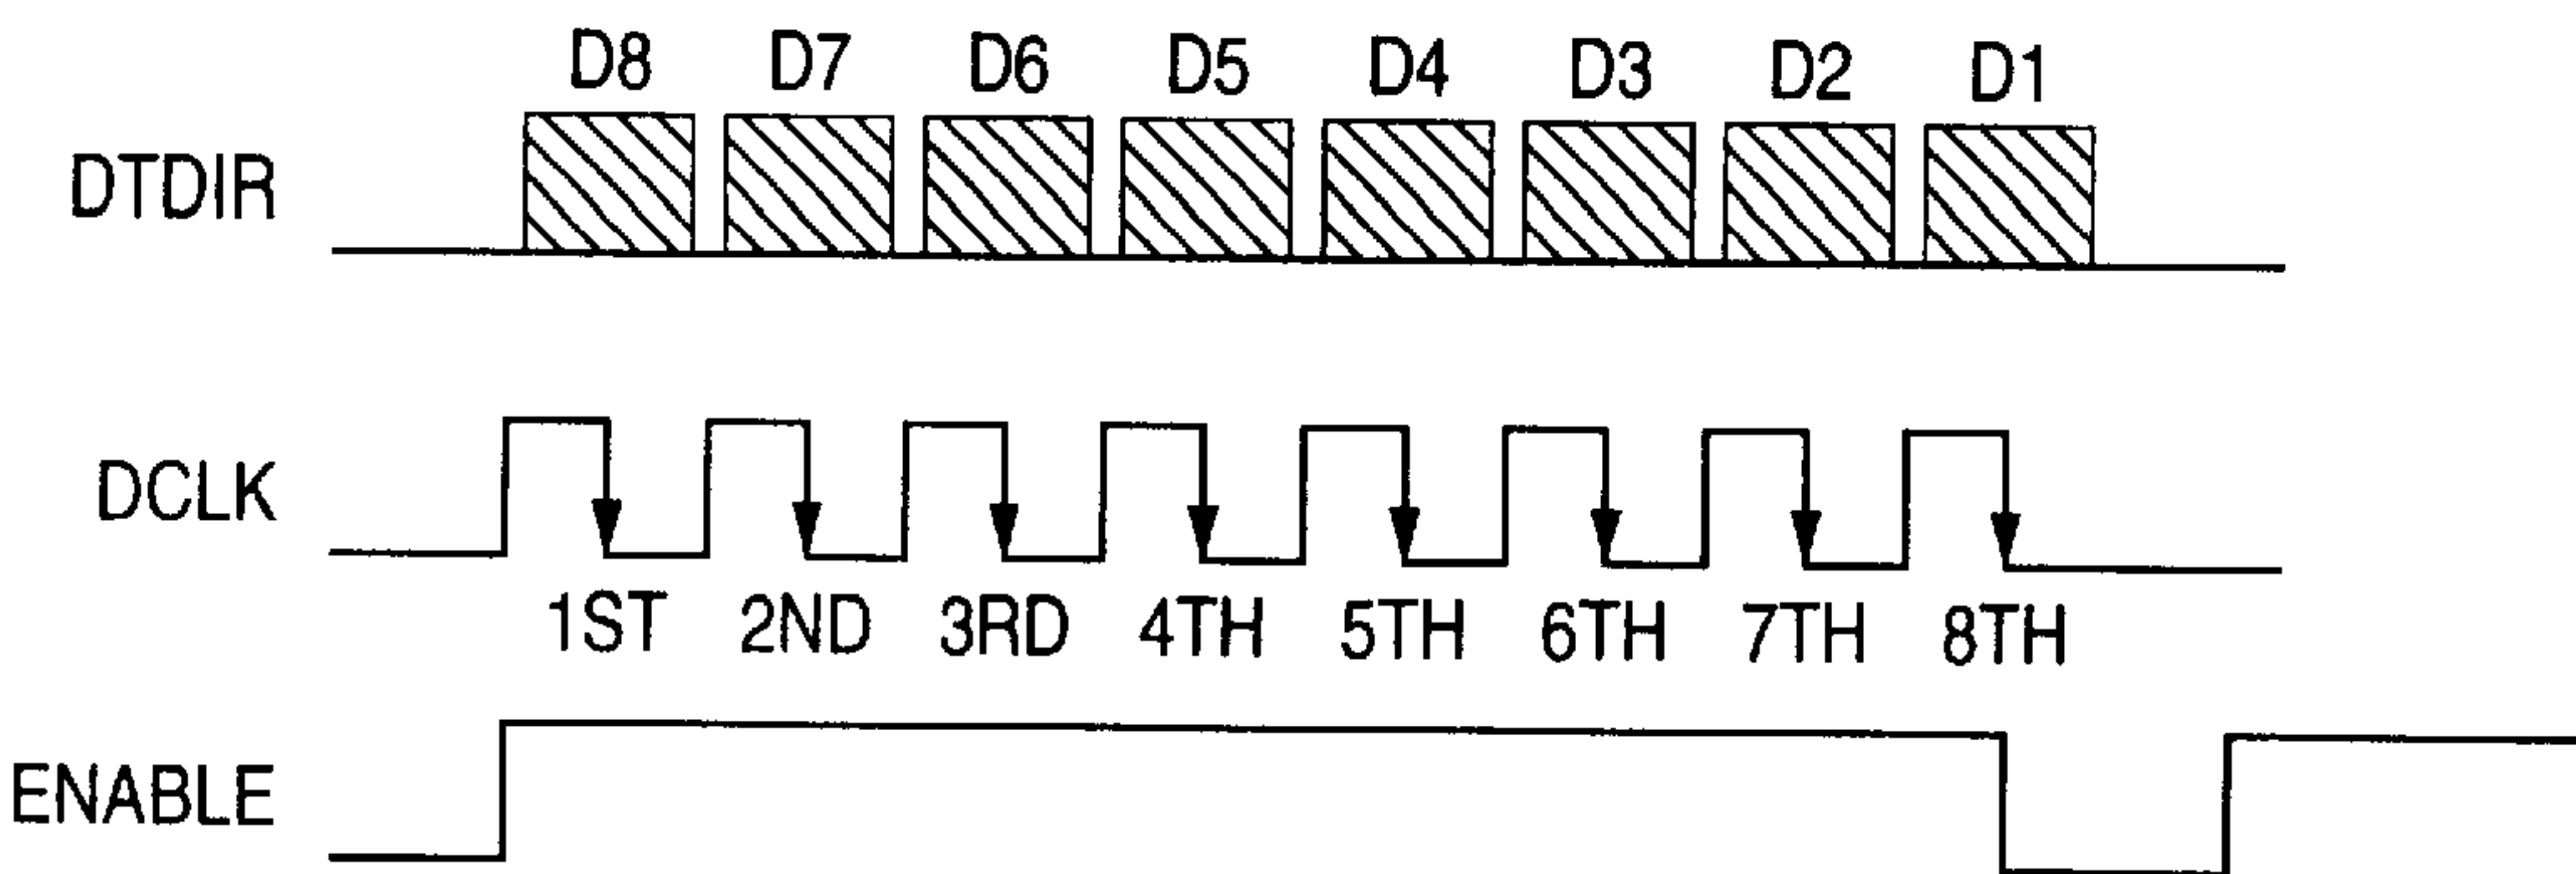 D8 D7 D6 D5 D4 D3 D2 D1
DTDIR
DCLK
1ST 2ND 3RD 4TH 5TH 6TH 7TH 8TH
ENABLE